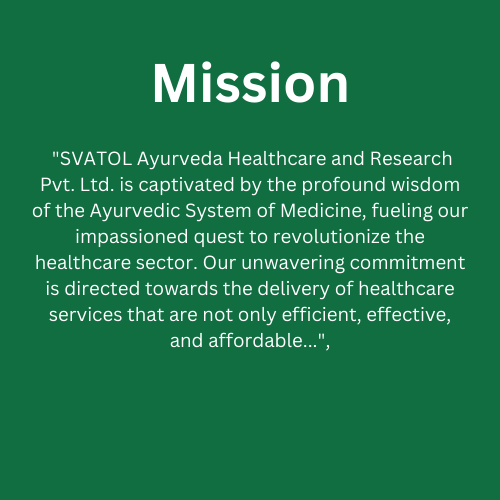 Mission
"SVATOL Ayurveda Healthcare and Research
Pvt. Ltd. is captivated by the profound wisdom
of the Ayurvedic System of Medicine, fueling our
impassioned quest to revolutionize the
healthcare sector. Our unwavering commitment
is directed towards the delivery of healthcare
services that are not only efficient, effective,
and affordable...",